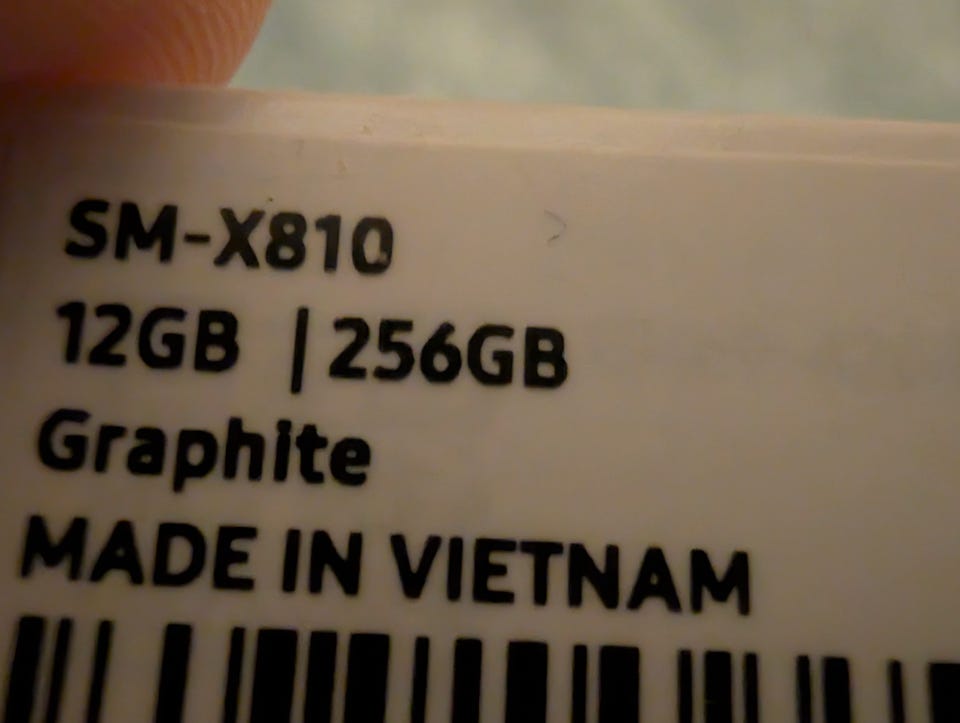 SM-X810
12GB | 256GB
Graphite
MADE IN VIETNAM